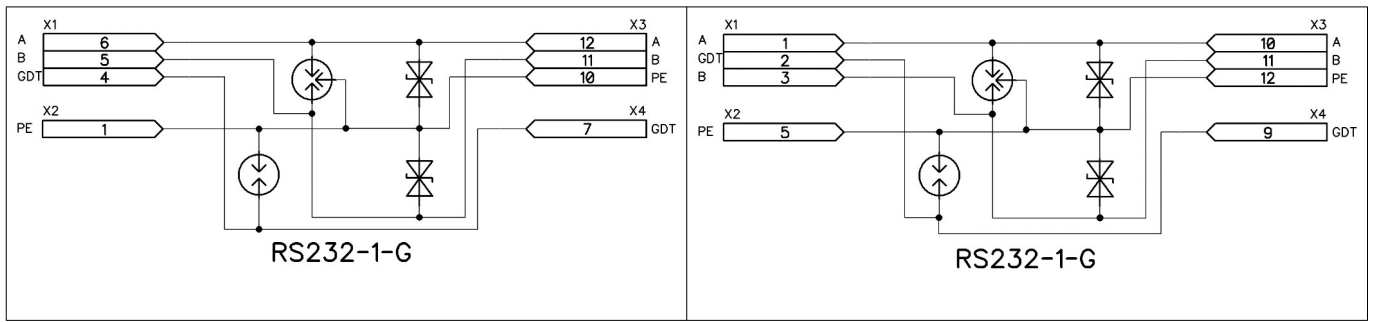 X1 X3
A 6 12 A
B 5 11 B
GDT 4 10 PE
X2 X4
PE 1 7 GDT
RS232-1-G
X1 X3
A 1 10 A
GDT 2 11 B
B 3 12 PE
X2 X4
PE 5 9 GDT
RS232-1-G